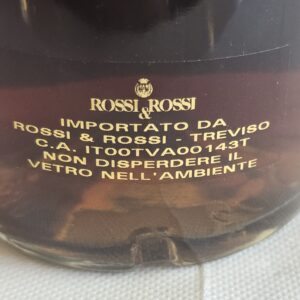 ROSSI & ROSSI
IMPORTATO DA
ROSSI & ROSSI - TREVISO
C.A. IT00TVA00143T
NON DISPERDERE IL
VETRO NELL'AMBIENTE